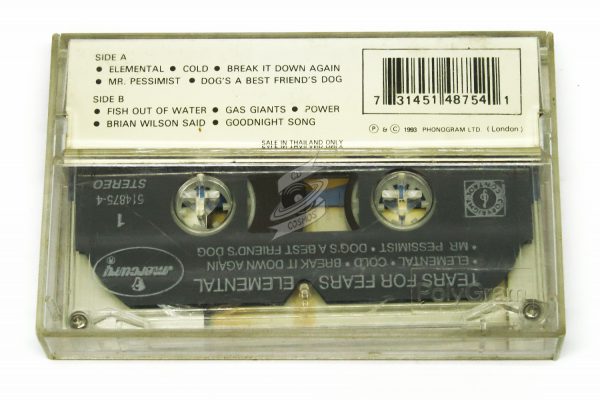 SIDE A
• ELEMENTAL • COLD • BREAK IT DOWN AGAIN
• MR. PESSIMIST • DOG'S A BEST FRIEND'S DOG
SIDE B
• FISH OUT OF WATER • GAS GIANTS • POWER
• BRIAN WILSON SAID • GOODNIGHT SONG
7 31451 48754 1
℗ & © 1993 PHONOGRAM LTD. (London)
SALE IN THAILAND ONLY
CD
COSMOS
TEARS FOR FEARS ELEMENTAL
• ELEMENTAL • COLD • BREAK IT DOWN AGAIN
• MR. PESSIMIST • DOG'S A BEST FRIEND'S DOG
mercury
1
514875-4
STEREO
PolyGram